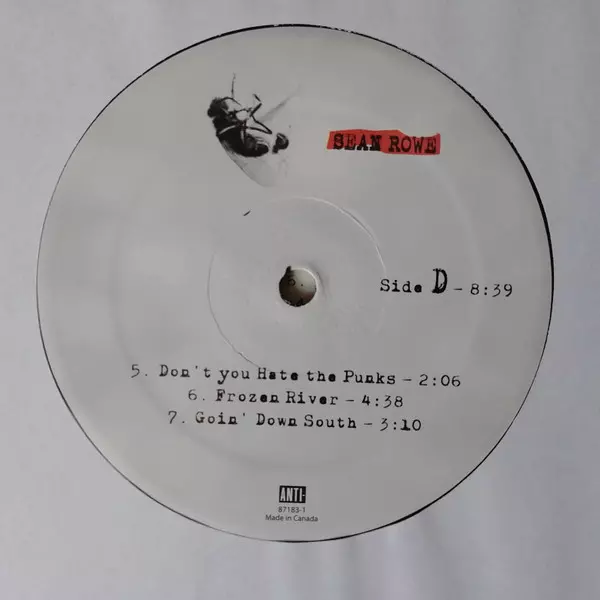 SEAN ROWE
Side D - 8:39
5. Don't you Hate the Punks - 2:06
6. Frozen River - 4:38
7. Goin' Down South - 3:10
ANTI-
87183-1
Made in Canada